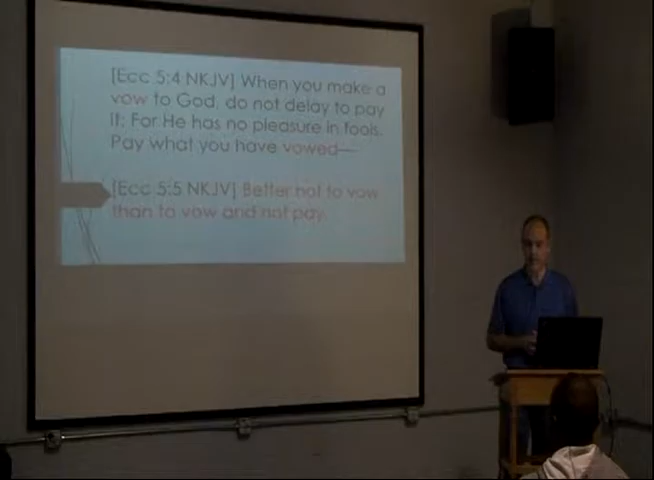 [Ecc 5:4 NKJV] When you make a
vow to God, do not delay to pay
it; For He has no pleasure in fools.
Pay what you have vowed—
[Ecc 5:5 NKJV] Better not to vow
than to vow and not pay.